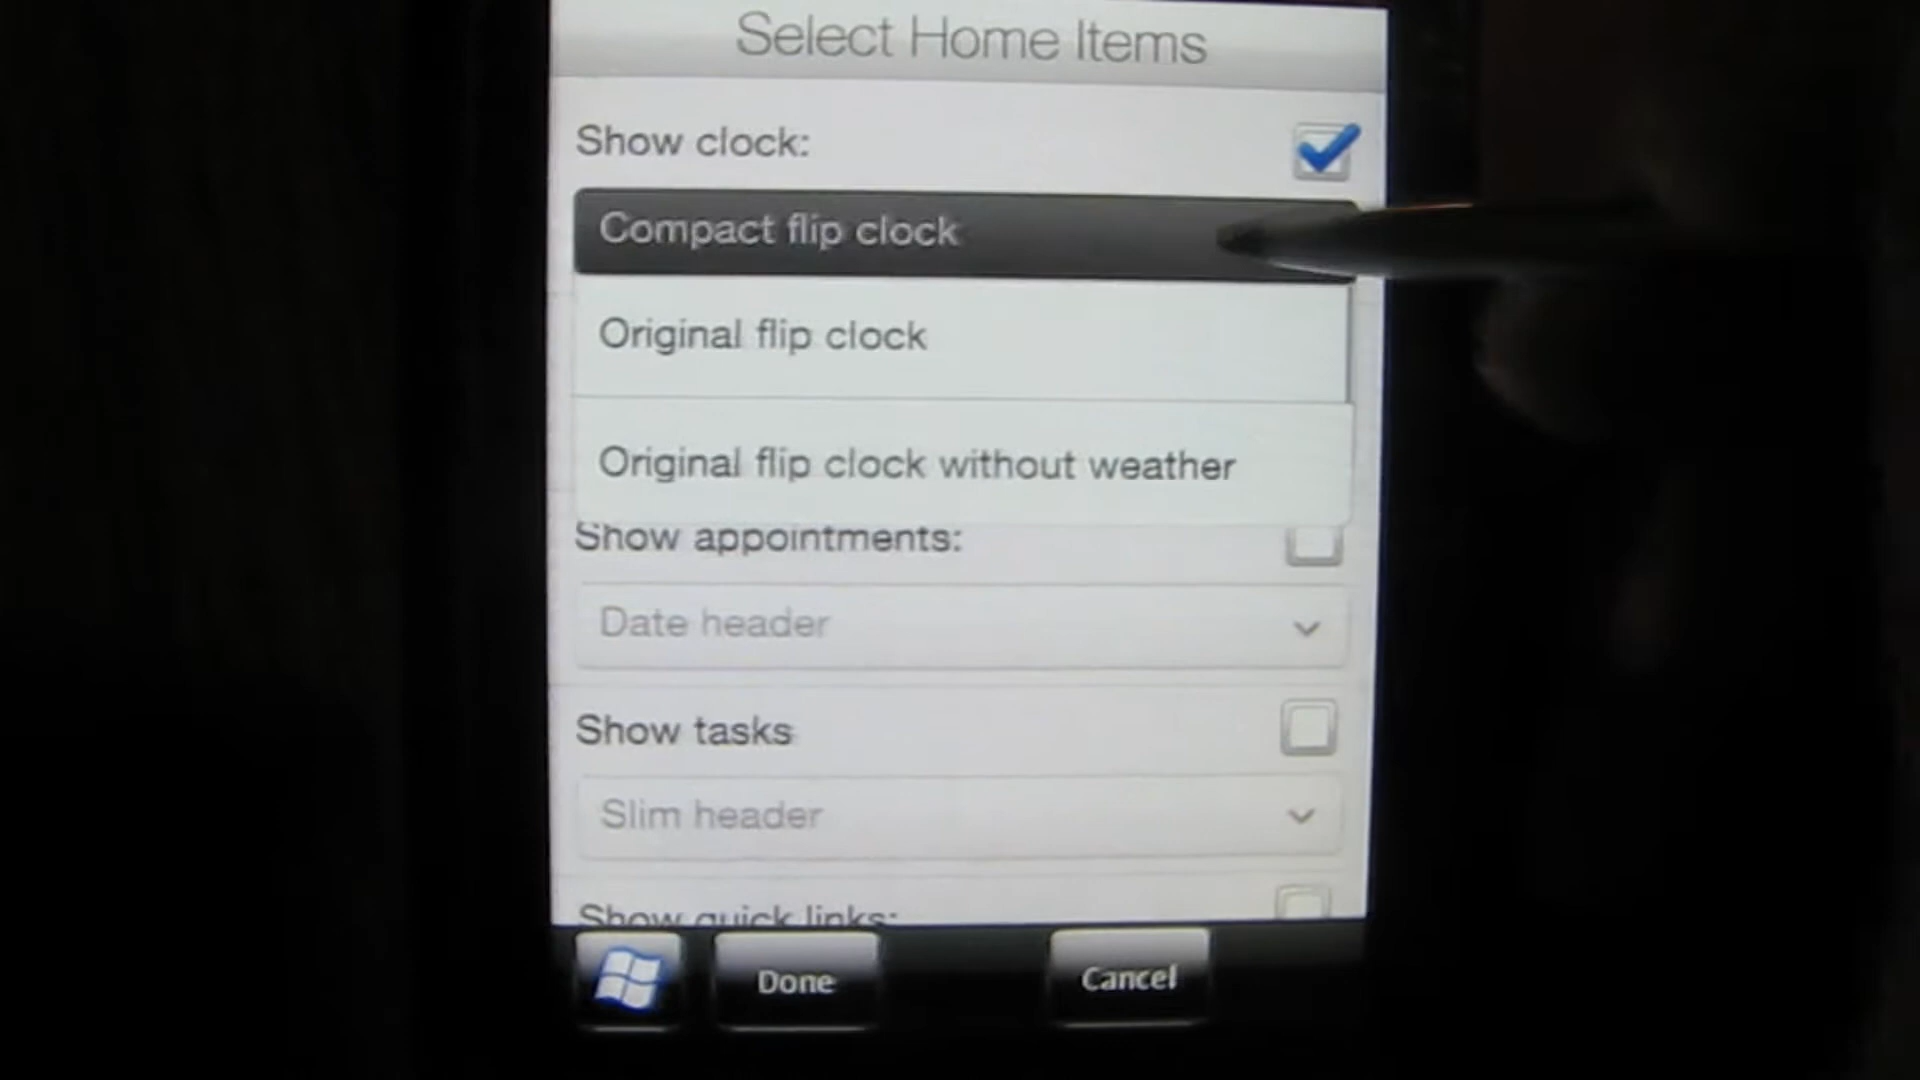 Select Home Items
Show clock:
Compact flip clock
Original flip clock
Original flip clock without weather
Show appointments:
Date header
Show tasks
Slim header
Show quick links:
Done
Cancel